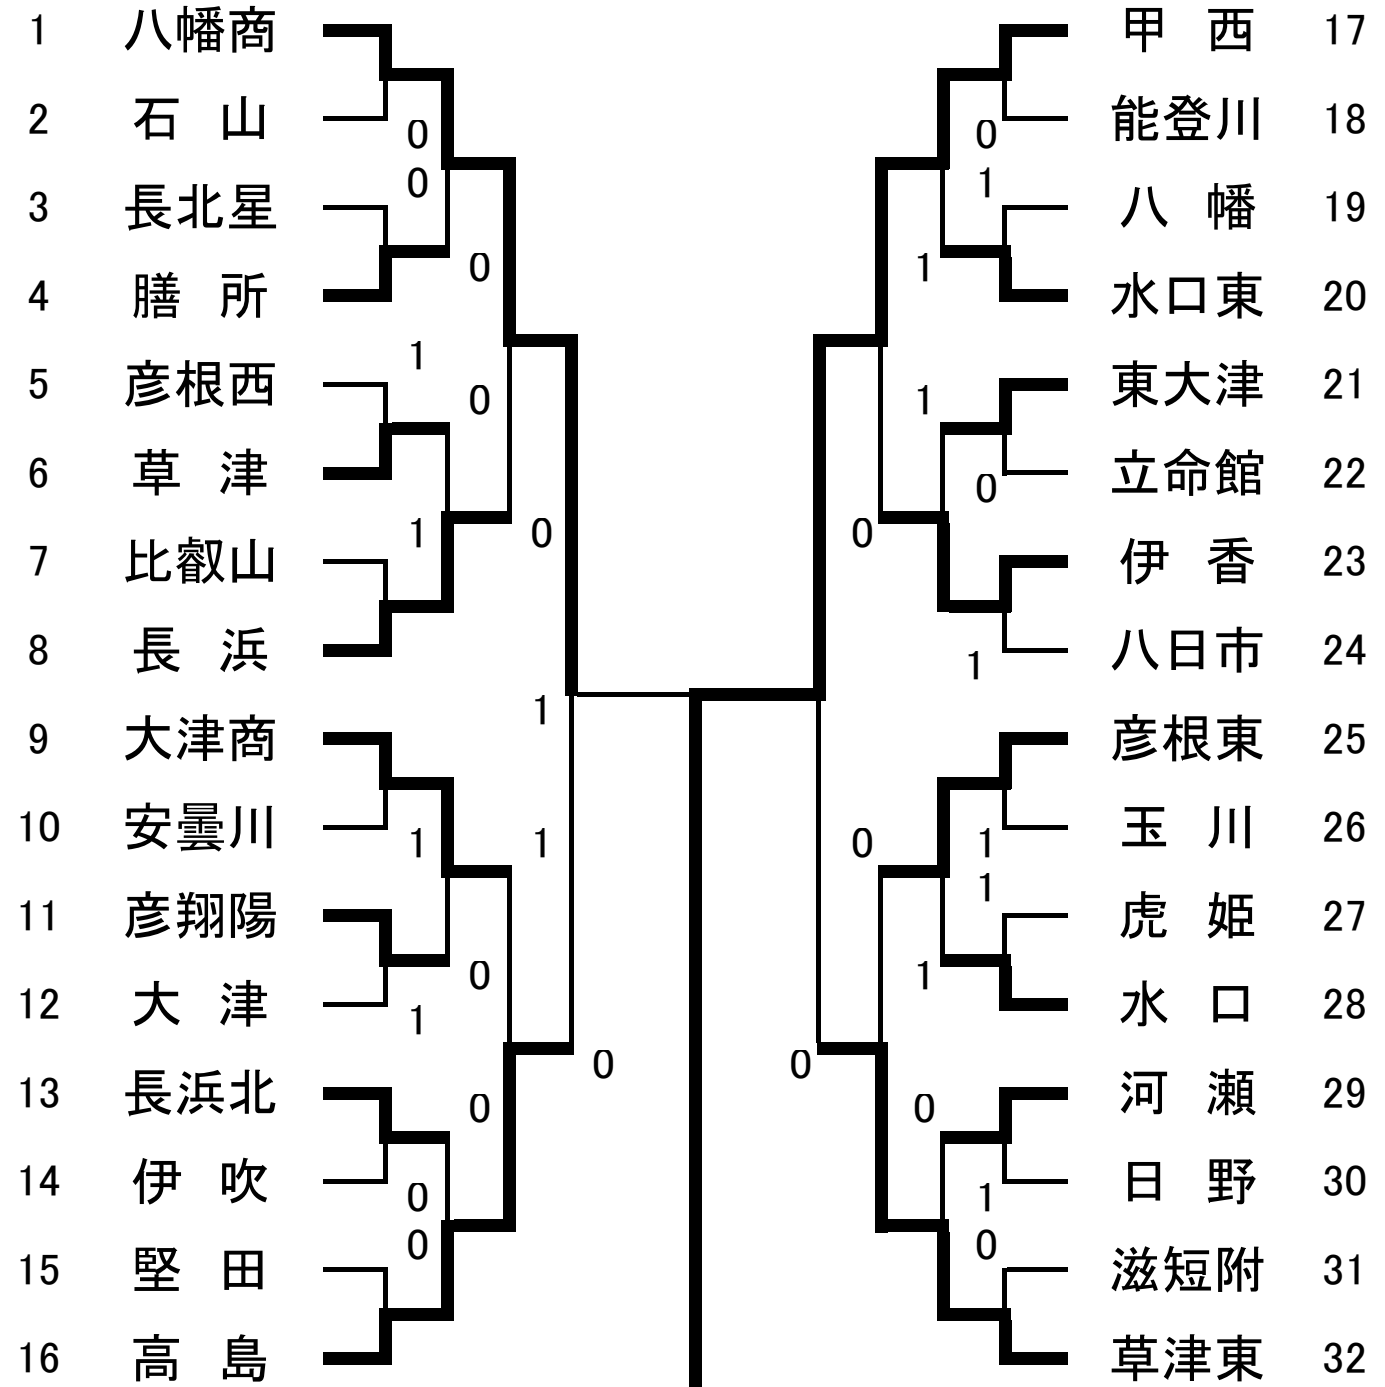 1 八幡商
2 石 山
0
0
3 長北星
0
4 膳 所
1
5 彦根西
0
6 草 津
1
0
7 比叡山
8 長 浜
1
9 大津商
10 安曇川
1
1
11 彦翔陽
0
12 大 津
1
0
13 長浜北
0
14 伊 吹
0
0
15 堅 田
16 高 島
甲 西 17
0
能登川 18
1
八 幡 19
1
水口東 20
東大津 21
1
立命館 22
0
0
伊 香 23
八日市 24
1
彦根東 25
玉 川 26
0
1
1
虎 姫 27
1
水 口 28
0
河 瀬 29
0
日 野 30
1
0
滋短附 31
草津東 32